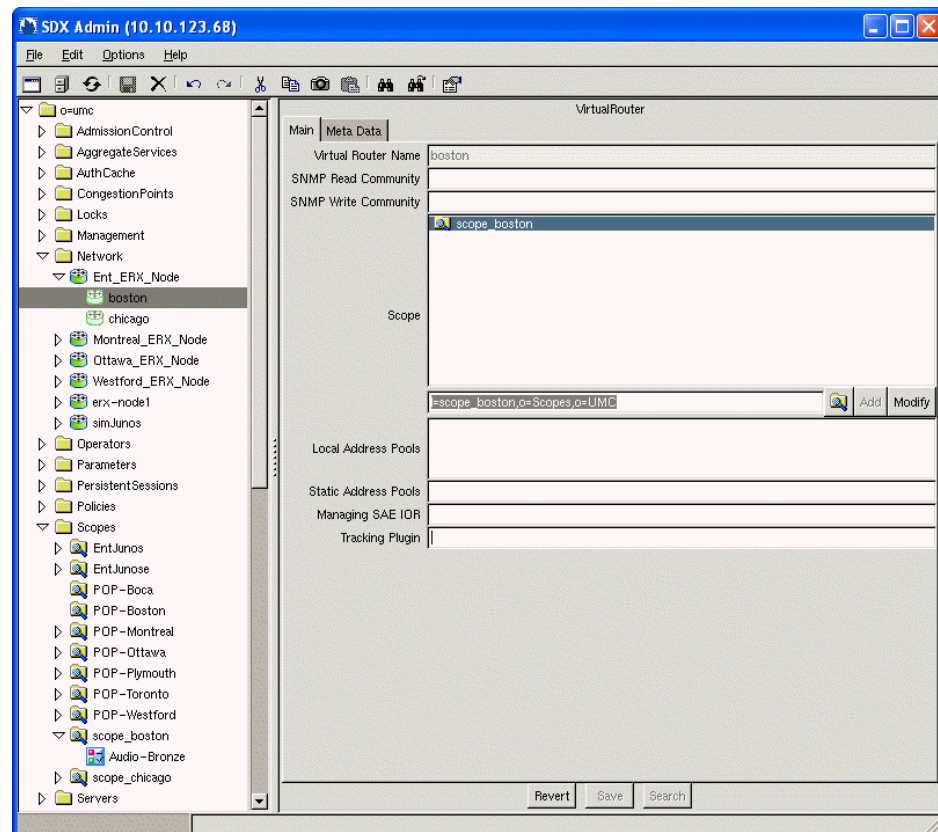 SDX Admin (10.10.123.68)
File Edit Options Help
o=umc
AdmissionControl
AggregateServices
AuthCache
CongestionPoints
Locks
Management
Network
Ent_ERX_Node
boston
chicago
Montreal_ERX_Node
Ottawa_ERX_Node
Westford_ERX_Node
erx-node1
simJunos
Operators
Parameters
PersistentSessions
Policies
Scopes
EntJunos
EntJunose
POP-Boca
POP-Boston
POP-Montreal
POP-Ottawa
POP-Plymouth
POP-Toronto
POP-Westford
scope_boston
Audio-Bronze
scope_chicago
Servers
VirtualRouter
Main Meta Data
Virtual Router Name boston
SNMP Read Community
SNMP Write Community
scope_boston
Scope
l=scope_boston,o=Scopes,o=UMC Add Modify
Local Address Pools
Static Address Pools
Managing SAE IOR
Tracking Plugin
Revert Save Search